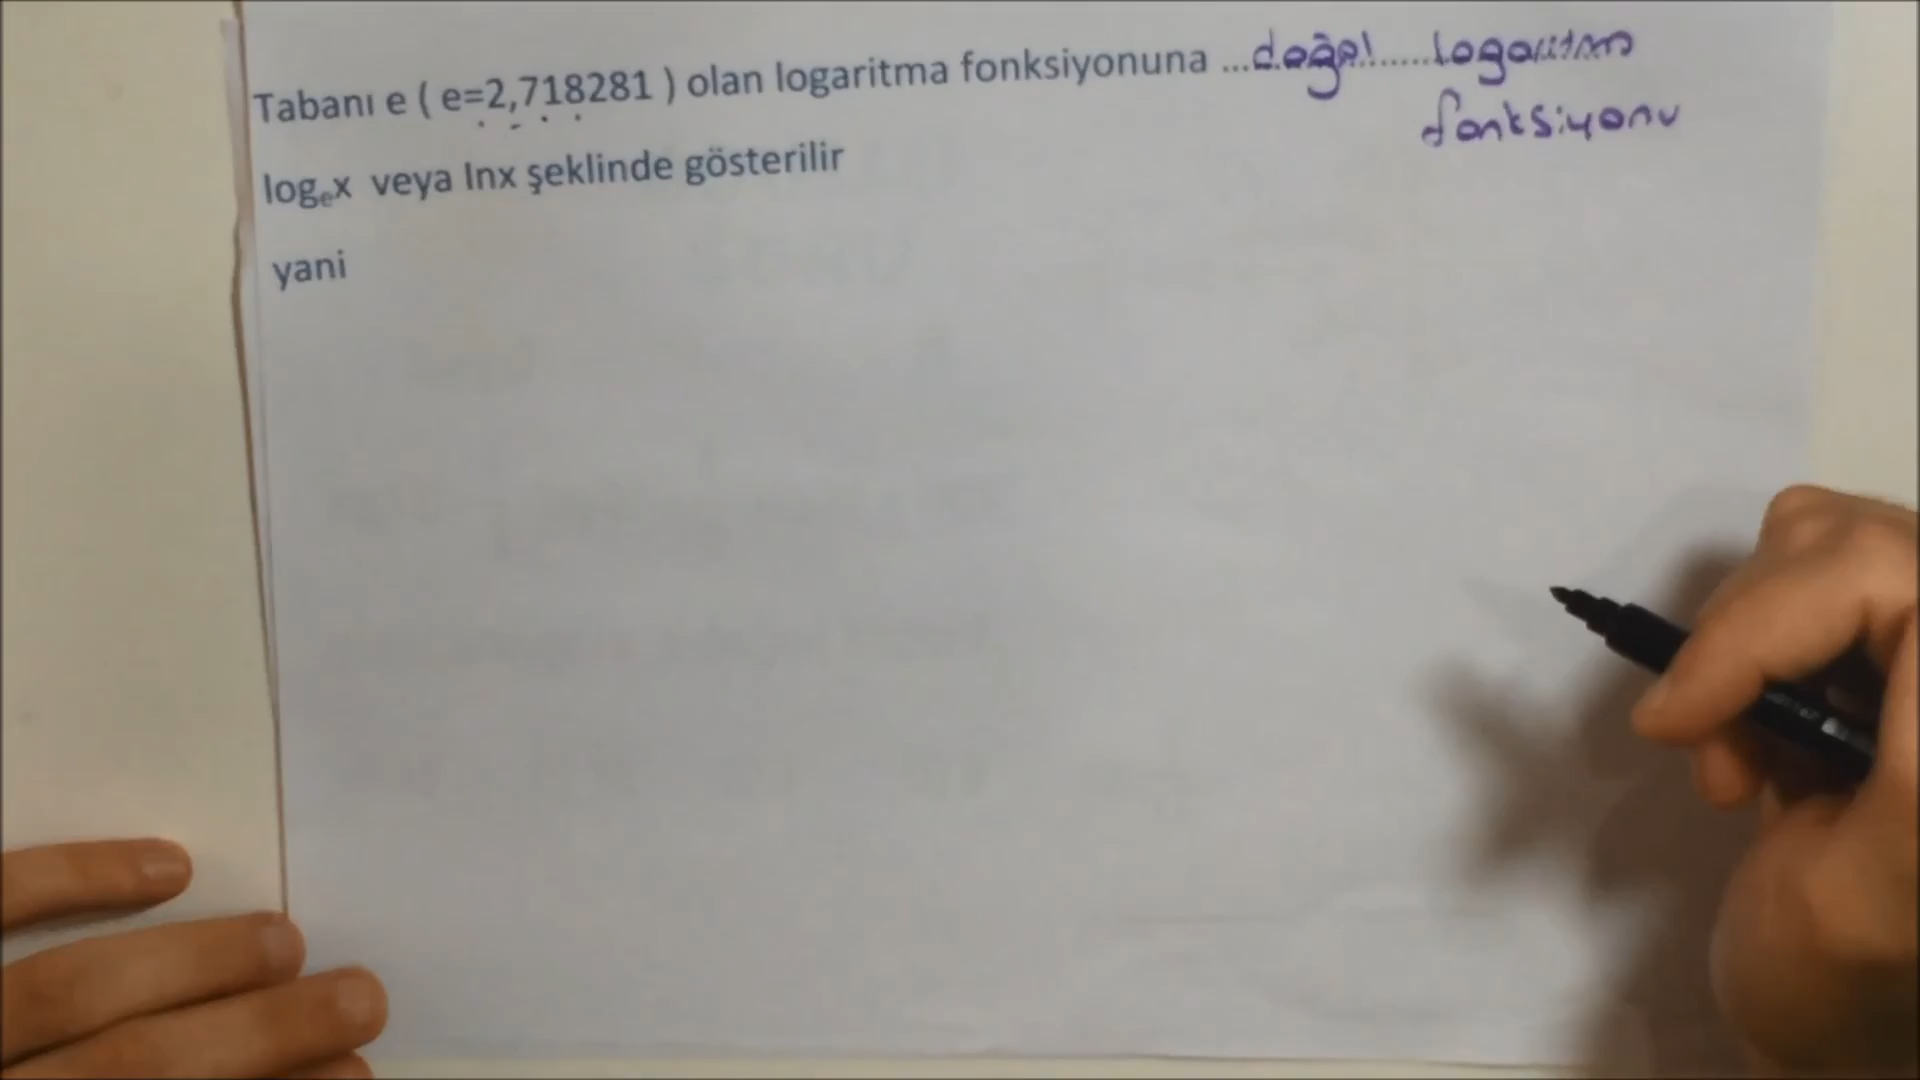 Tabanı e ( e=2,718281 ) olan logaritma fonksiyonuna ...doğal......logaritma
fonksiyonu
logₑx veya lnx şeklinde gösterilir
yani